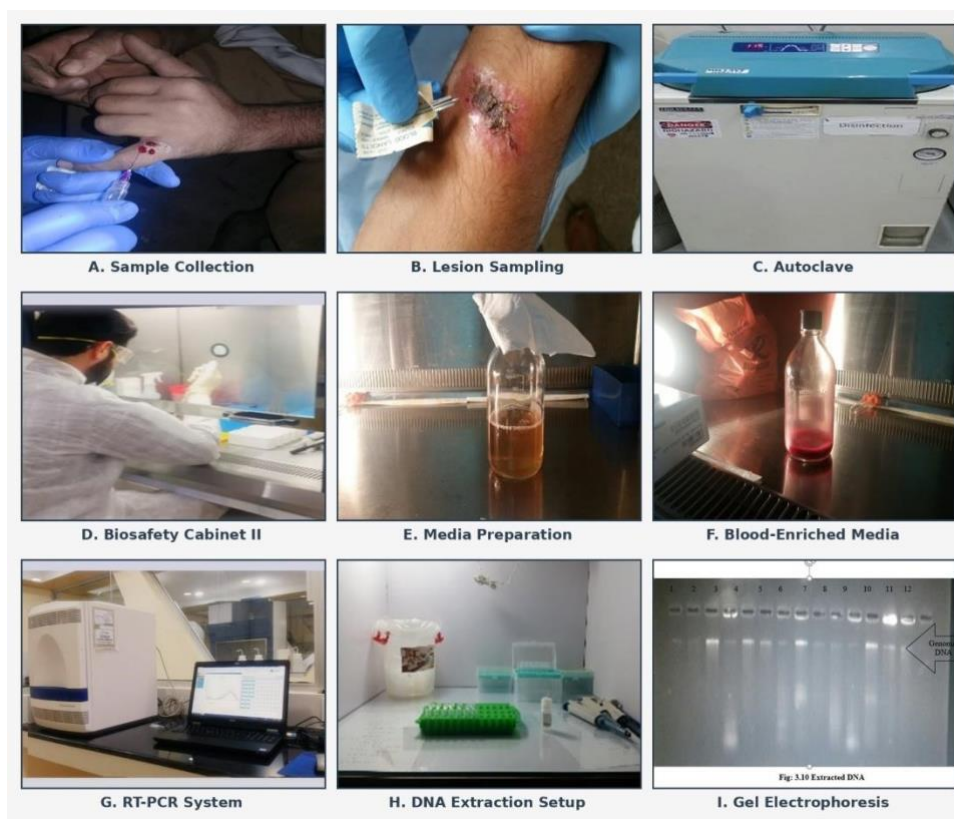 A. Sample Collection
B. Lesion Sampling
C. Autoclave
DANGER
Disinfection
D. Biosafety Cabinet II
E. Media Preparation
F. Blood-Enriched Media
G. RT-PCR System
H. DNA Extraction Setup
1 2 3 4 5 6 7 8 9 10 11 12
DNA
Fig: 3.10 Extracted DNA
I. Gel Electrophoresis